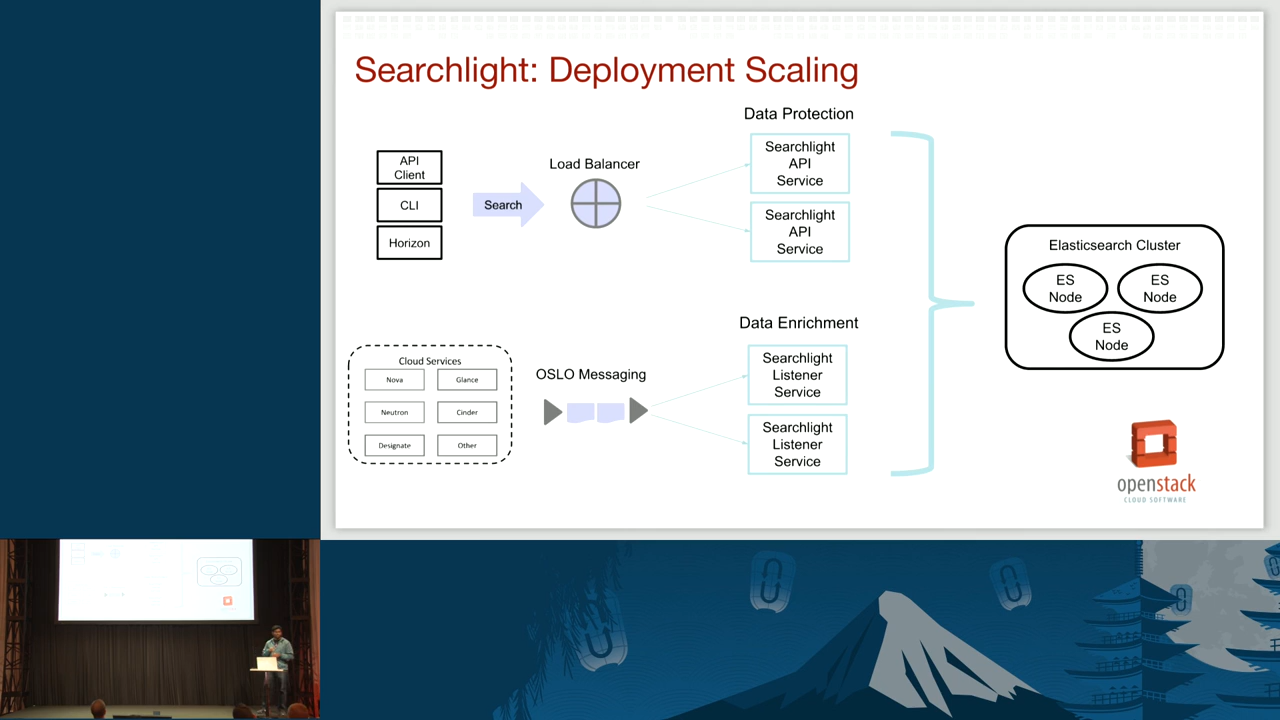 Searchlight: Deployment Scaling
Data Protection
API
Client
CLI
Horizon
Search
Load Balancer
Searchlight
API
Service
Searchlight
API
Service
Data Enrichment
Cloud Services
Nova
Glance
Neutron
Cinder
Designate
Other
OSLO Messaging
Searchlight
Listener
Service
Searchlight
Listener
Service
Elasticsearch Cluster
ES
Node
ES
Node
ES
Node
openstack
CLOUD SOFTWARE